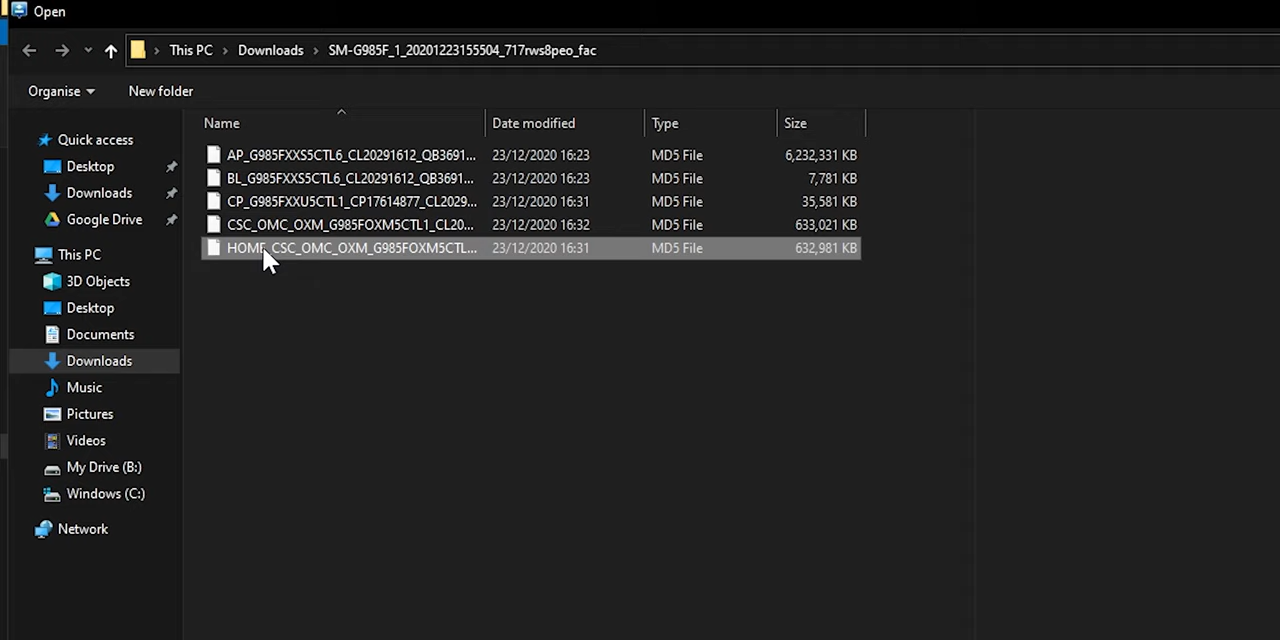 Open
This PC > Downloads > SM-G985F_1_20201223155504_717rws8peo_fac
Organise New folder
Name Date modified Type Size
AP_G985FXXS5CTL6_CL20291612_QB3691... 23/12/2020 16:23 MD5 File 6,232,331 KB
BL_G985FXXS5CTL6_CL20291612_QB3691... 23/12/2020 16:23 MD5 File 7,781 KB
CP_G985FXXU5CTL1_CP17614877_CL2029... 23/12/2020 16:31 MD5 File 35,581 KB
CSC_OMC_OXM_G985FOXM5CTL1_CL20... 23/12/2020 16:32 MD5 File 633,021 KB
HOME_CSC_OMC_OXM_G985FOXM5CTL... 23/12/2020 16:31 MD5 File 632,981 KB
Quick access
Desktop
Downloads
Google Drive
This PC
3D Objects
Desktop
Documents
Downloads
Music
Pictures
Videos
My Drive (B:)
Windows (C:)
Network